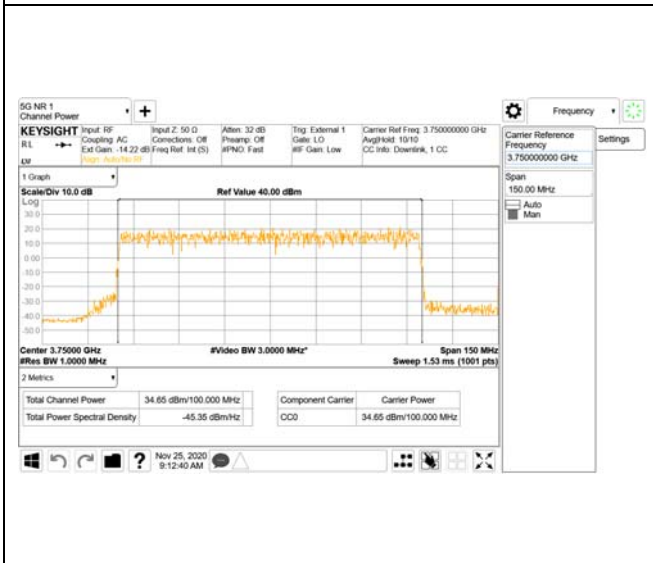 5G NR 1
Channel Power
Frequency
KEYSIGHT
RL
Input: RF
Coupling: AC
Ext Gain: -14.22 dB
Align: Auto/No RF
Input Z: 50 Ω
Corrections: Off
Freq Ref: Int (S)
Atten: 32 dB
Preamp: Off
#PNO: Fast
Trig: External 1
Gate: LO
#IF Gain: Low
Carrier Ref Freq: 3.750000000 GHz
Avg|Hold: 10/10
CC Info: Downlink, 1 CC
Carrier Reference
Frequency
3.750000000 GHz
Settings
Span
150.00 MHz
Auto
Man
1 Graph
Scale/Div 10.0 dB
Ref Value 40.00 dBm
Log
30.0
20.0
10.0
0.00
-10.0
-20.0
-30.0
-40.0
-50.0
Center 3.75000 GHz
#Video BW 3.0000 MHz*
Span 150 MHz
#Res BW 1.0000 MHz
Sweep 1.53 ms (1001 pts)
2 Metrics
Total Channel Power 34.65 dBm/100.000 MHz
Total Power Spectral Density -45.35 dBm/Hz
Component Carrier Carrier Power
CC0 34.65 dBm/100.000 MHz
?
Nov 25, 2020
9:12:40 AM